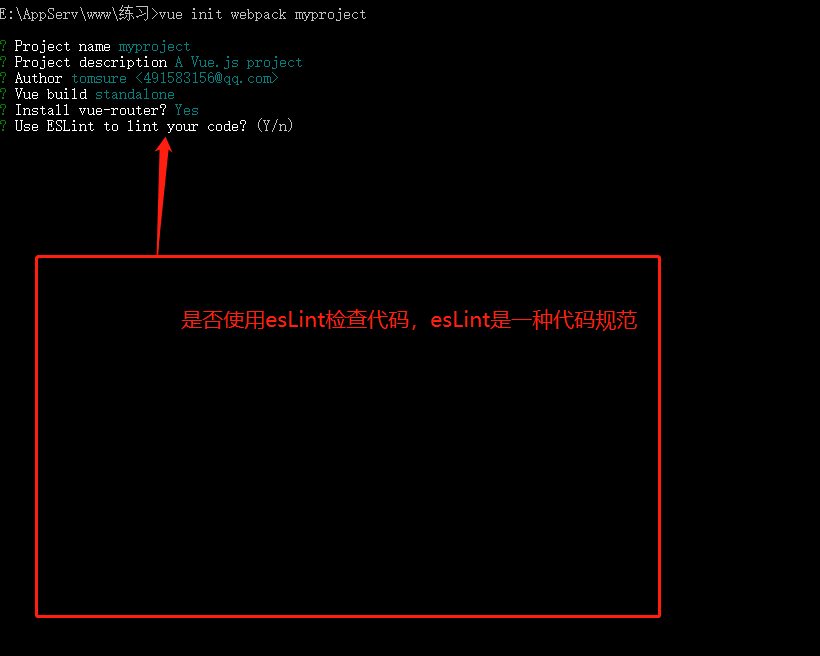 E:\AppServ\www\练习>vue init webpack myproject
? Project name myproject
? Project description A Vue.js project
? Author tomsure <491583156@qq.com>
? Vue build standalone
? Install vue-router? Yes
? Use ESLint to lint your code? (Y/n)
是否使用esLint检查代码，esLint是一种代码规范